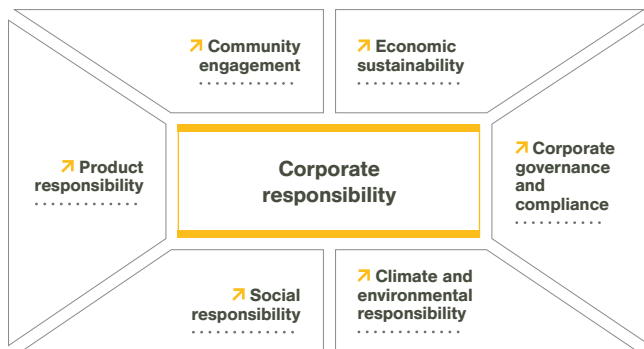 Community
engagement
Economic
sustainability
Product
responsibility
Corporate
responsibility
Corporate
governance
and
compliance
Social
responsibility
Climate and
environmental
responsibility